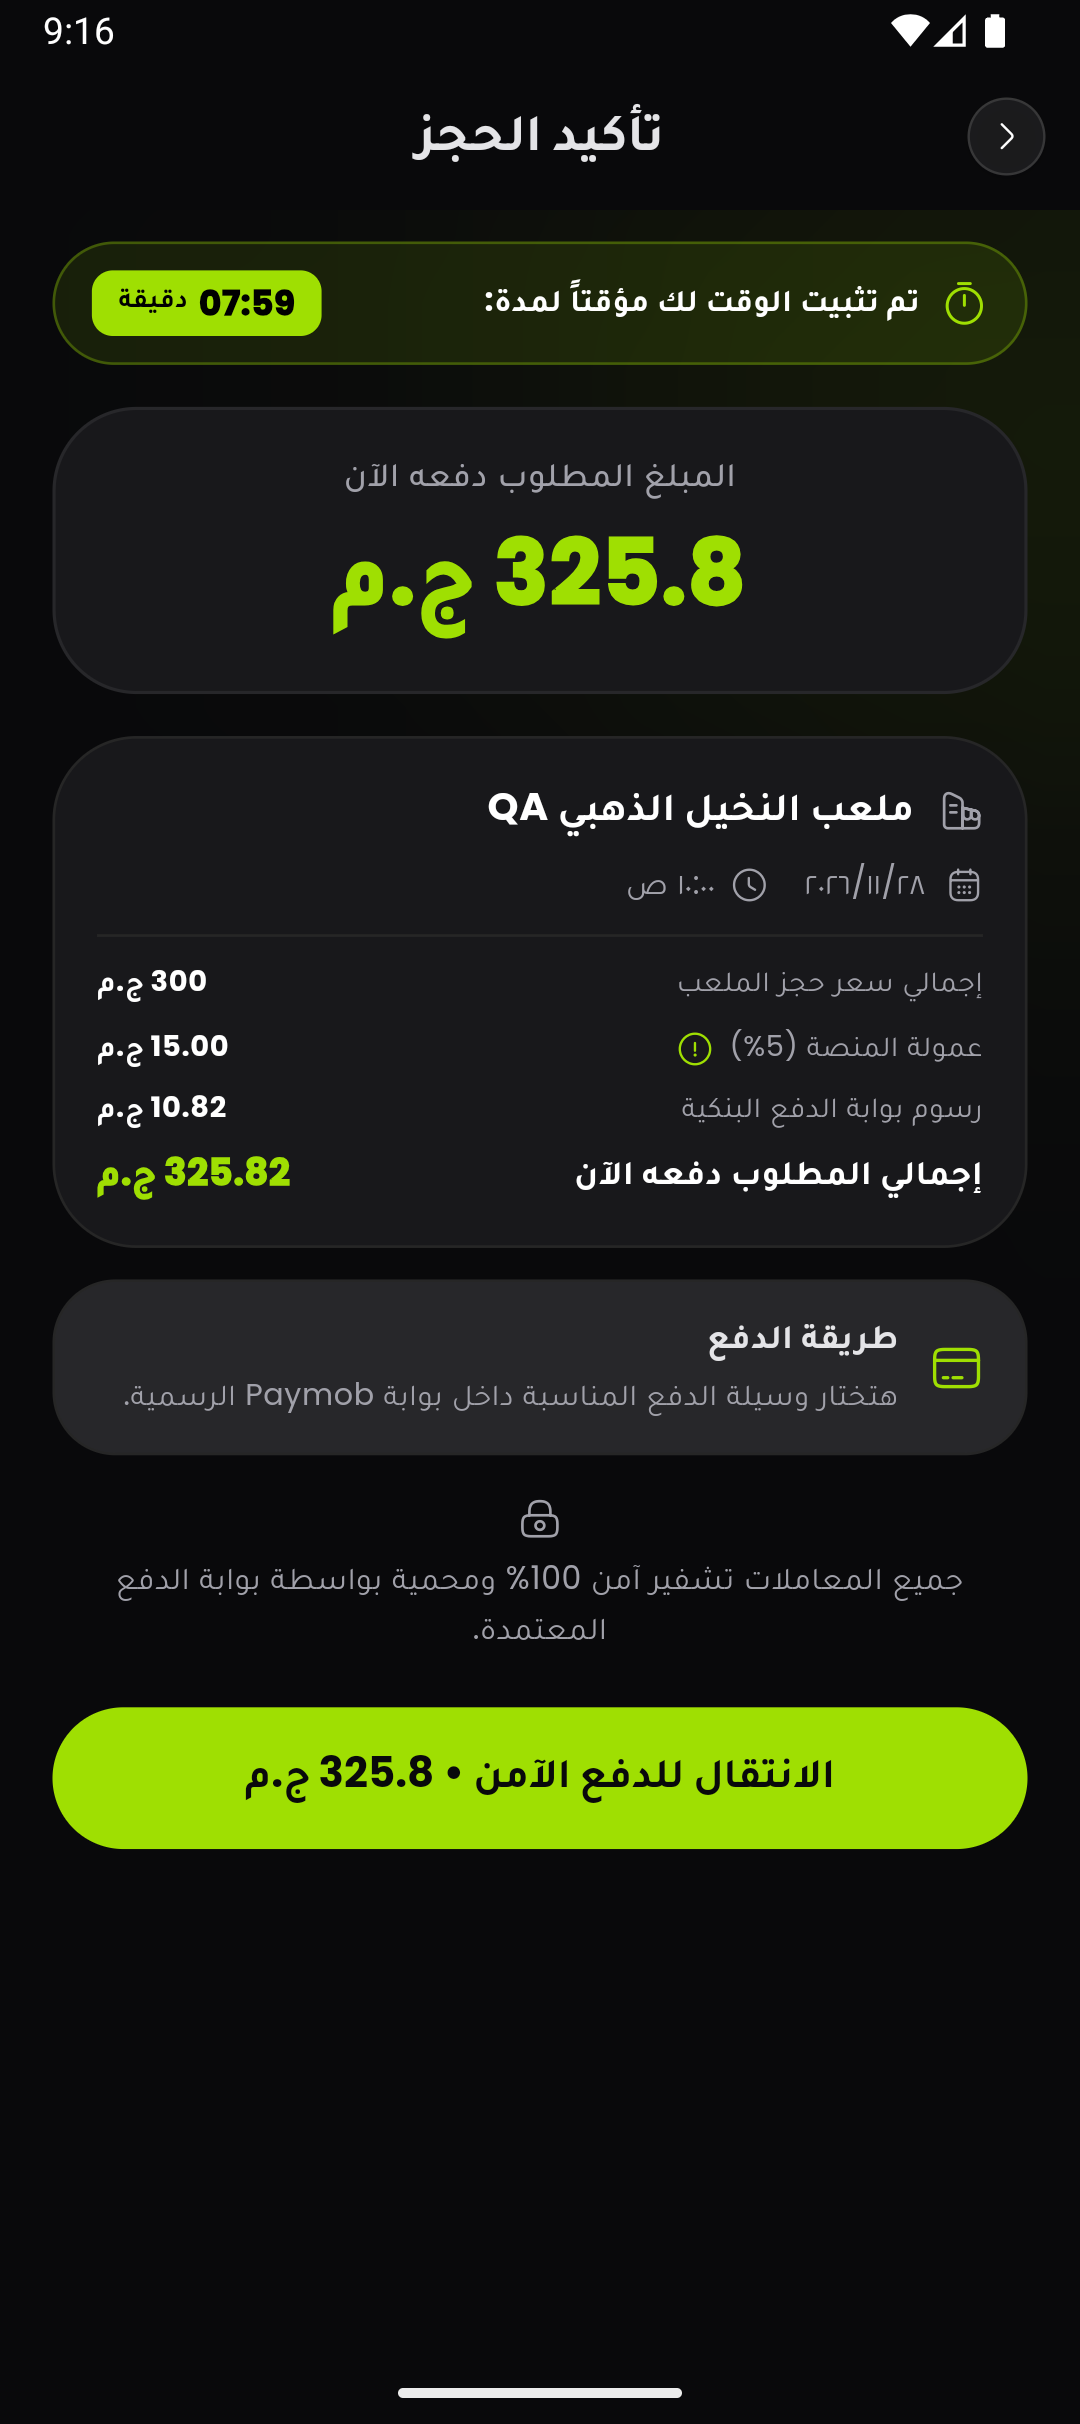 9:16
تأكيد الحجز
تم تثبيت الوقت لك مؤقتاً لمدة: 07:59 دقيقة
المبلغ المطلوب دفعه الآن
325.8 ج.م
ملعب النخيل الذهبي QA
٢٠٢٦/١١/٢٨ ١٠:٠٠ ص
إجمالي سعر حجز الملعب 300 ج.م
عمولة المنصة (5%) 15.00 ج.م
رسوم بوابة الدفع البنكية 10.82 ج.م
إجمالي المطلوب دفعه الآن 325.82 ج.م
طريقة الدفع
هتختار وسيلة الدفع المناسبة داخل بوابة Paymob الرسمية.
جميع المعاملات تشفير آمن 100% ومحمية بواسطة بوابة الدفع
المعتمدة.
الانتقال للدفع الآمن • 325.8 ج.م